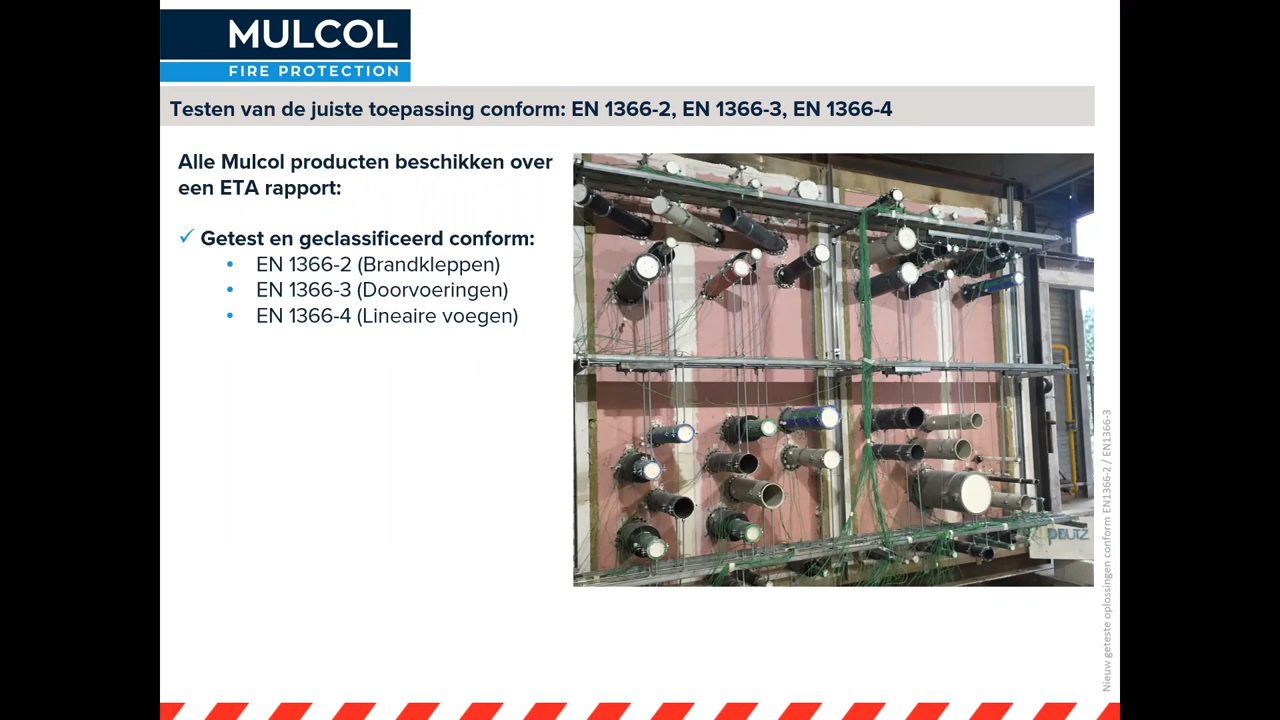 MULCOL
FIRE PROTECTION
Testen van de juiste toepassing conform: EN 1366-2, EN 1366-3, EN 1366-4
Alle Mulcol producten beschikken over
een ETA rapport:
✓ Getest en geclassificeerd conform:
• EN 1366-2 (Brandkleppen)
• EN 1366-3 (Doorvoeringen)
• EN 1366-4 (Lineaire voegen)
PEUTZ
Nieuw geteste oplossingen conform EN1366-2 / EN1366-3